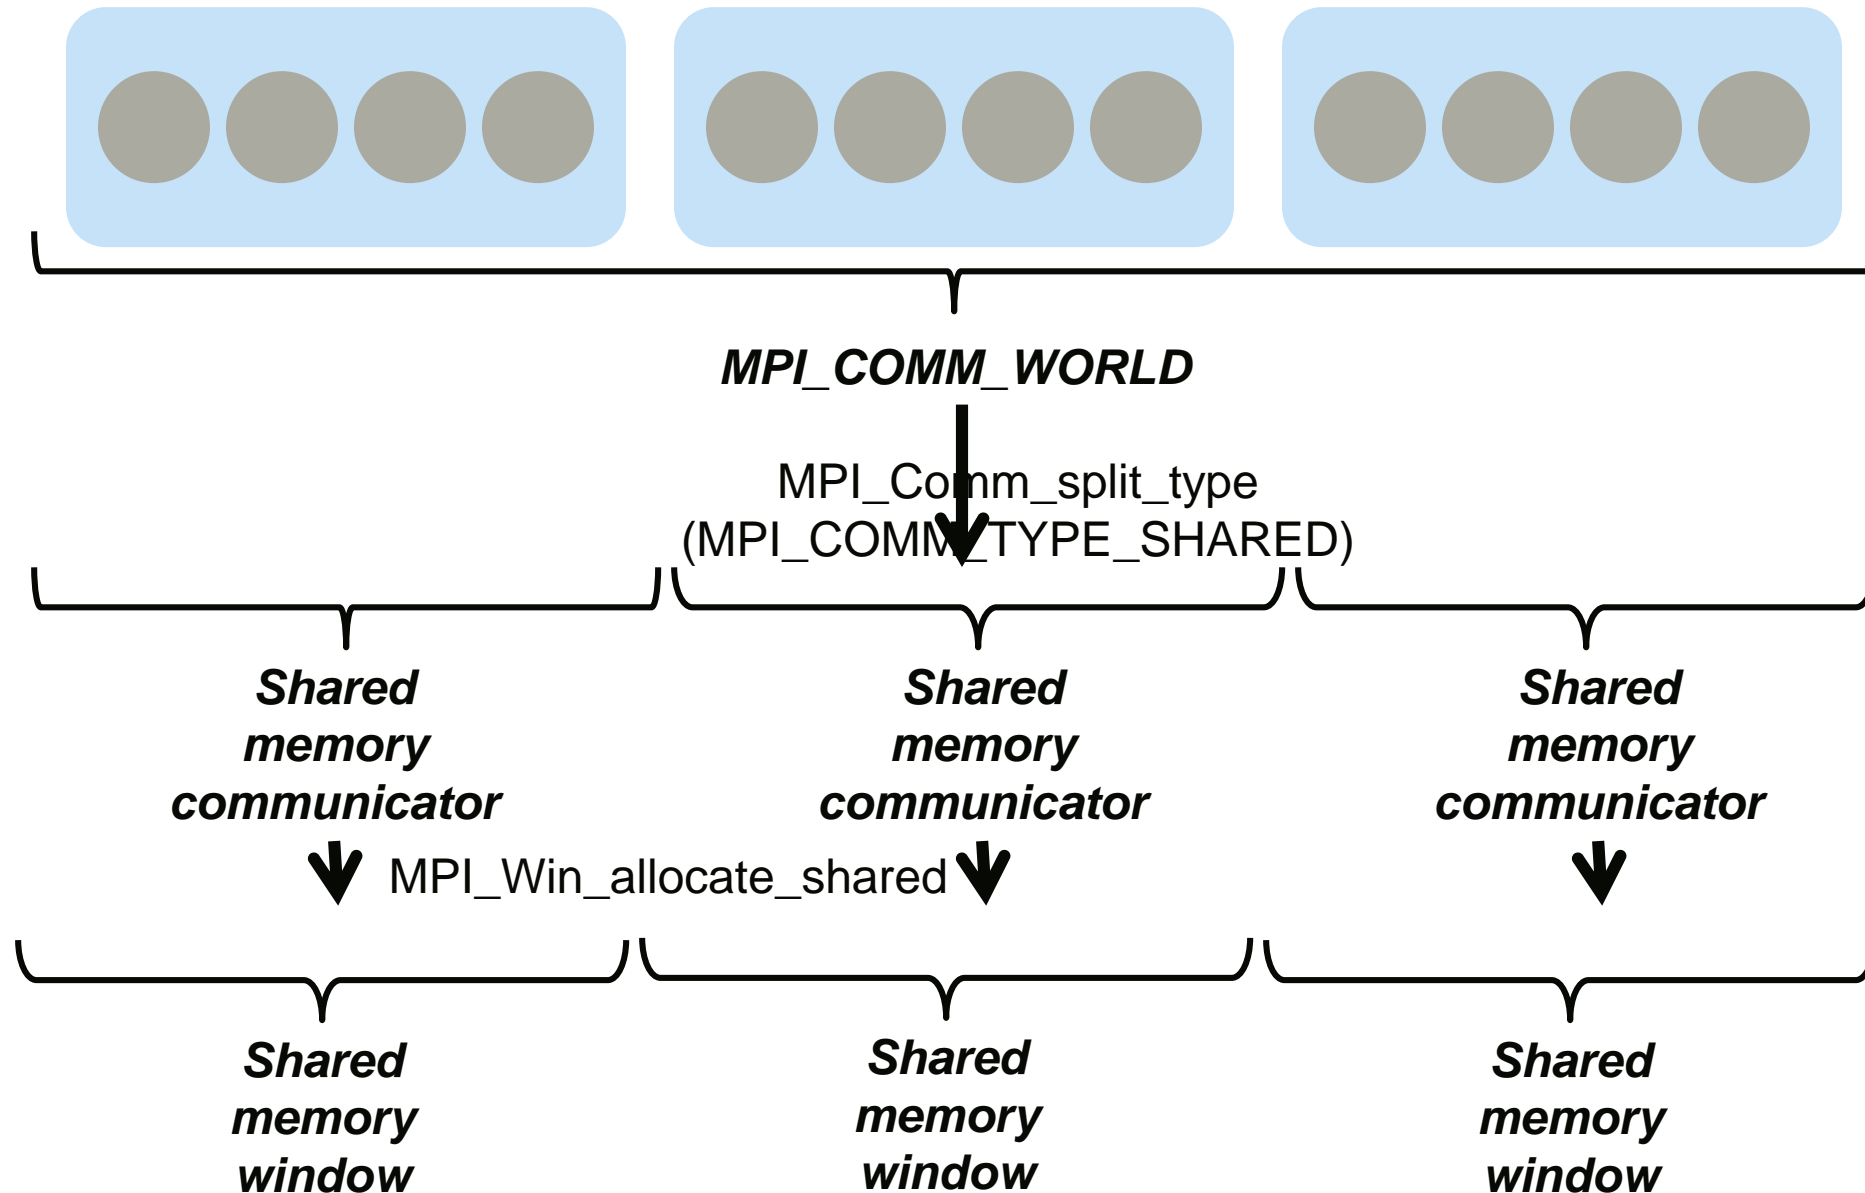 MPI_COMM_WORLD
MPI_Comm_split_type
(MPI_COMM_TYPE_SHARED)
Shared
memory
communicator
Shared
memory
communicator
Shared
memory
communicator
MPI_Win_allocate_shared
Shared
memory
window
Shared
memory
window
Shared
memory
window